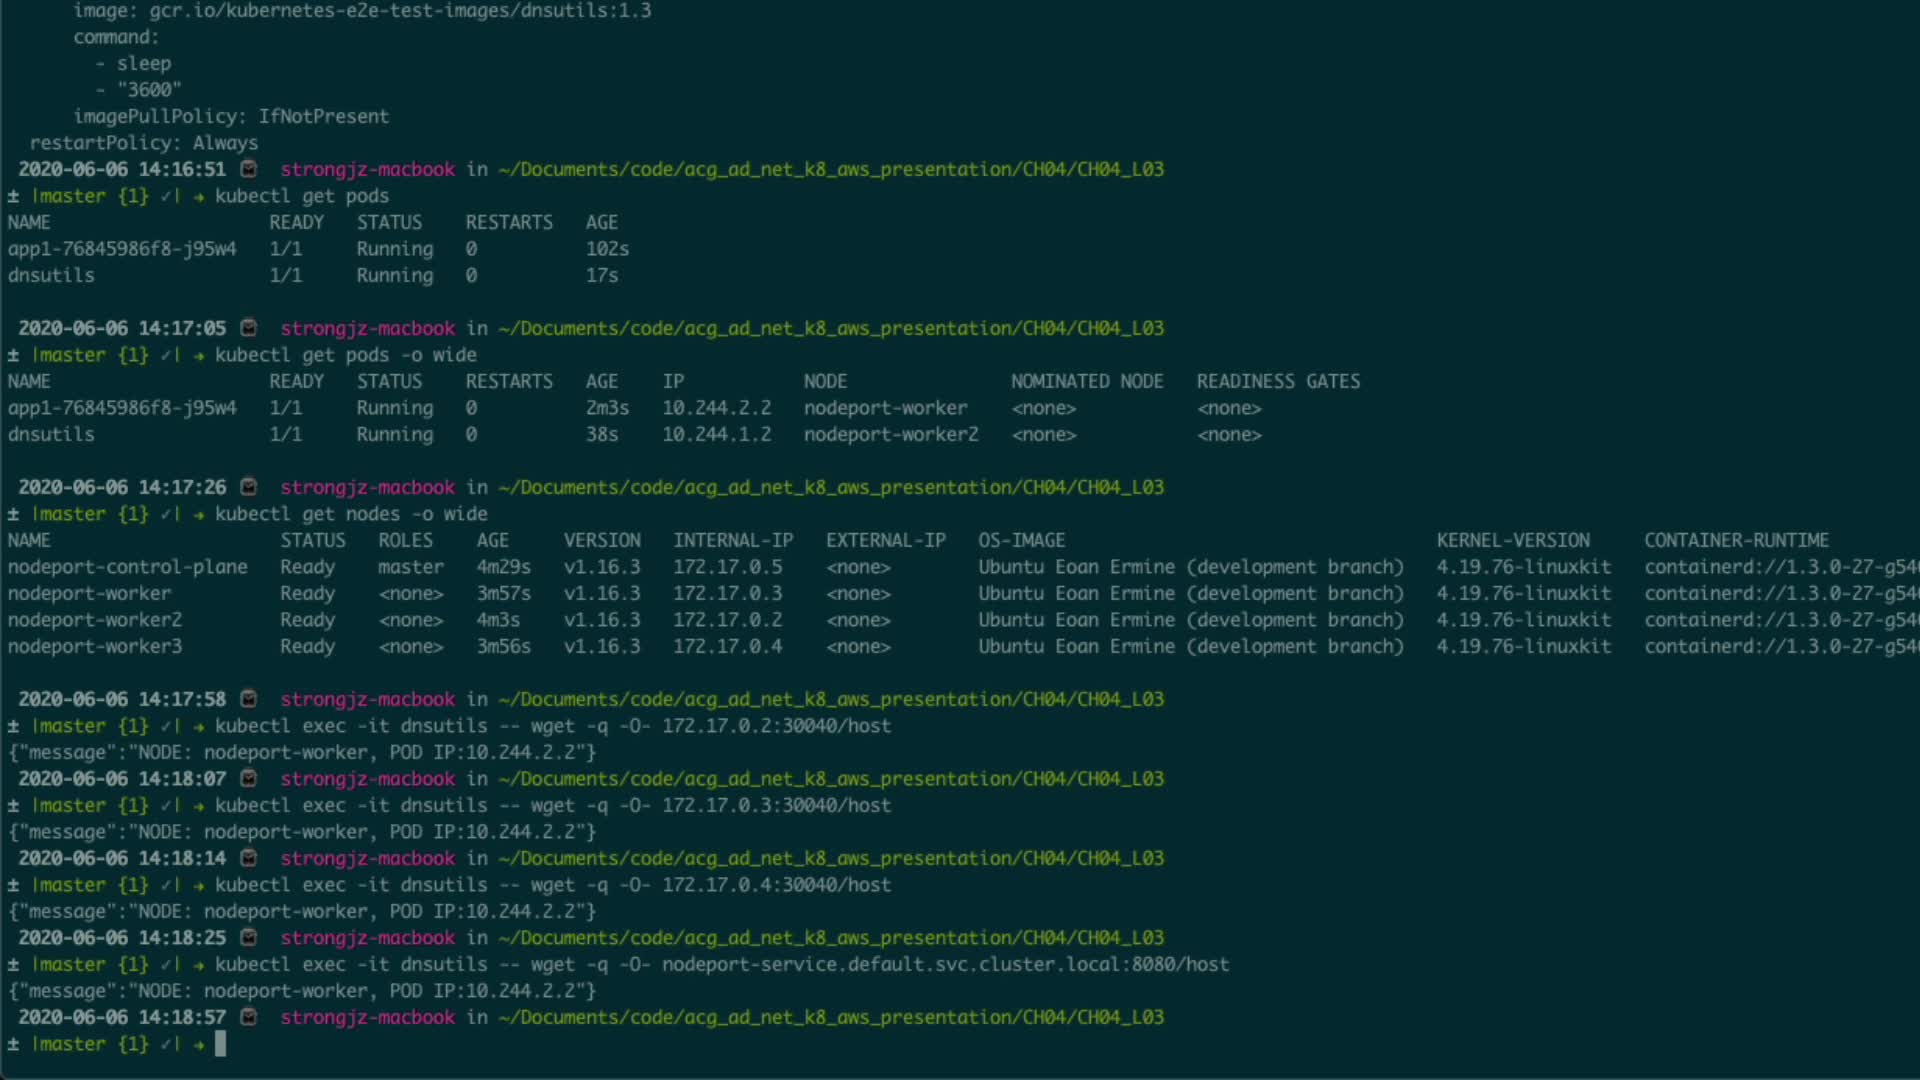 image: gcr.io/kubernetes-e2e-test-images/dnsutils:1.3
command:
- sleep
- "3600"
imagePullPolicy: IfNotPresent
restartPolicy: Always
2020-06-06 14:16:51 strongjz-macbook in ~/Documents/code/acg_ad_net_k8_aws_presentation/CH04/CH04_L03
± |master {1} ✓| → kubectl get pods
NAME READY STATUS RESTARTS AGE
app1-76845986f8-j95w4 1/1 Running 0 102s
dnsutils 1/1 Running 0 17s
2020-06-06 14:17:05 strongjz-macbook in ~/Documents/code/acg_ad_net_k8_aws_presentation/CH04/CH04_L03
± |master {1} ✓| → kubectl get pods -o wide
NAME READY STATUS RESTARTS AGE IP NODE NOMINATED NODE READINESS GATES
app1-76845986f8-j95w4 1/1 Running 0 2m3s 10.244.2.2 nodeport-worker <none> <none>
dnsutils 1/1 Running 0 38s 10.244.1.2 nodeport-worker2 <none> <none>
2020-06-06 14:17:26 strongjz-macbook in ~/Documents/code/acg_ad_net_k8_aws_presentation/CH04/CH04_L03
± |master {1} ✓| → kubectl get nodes -o wide
NAME STATUS ROLES AGE VERSION INTERNAL-IP EXTERNAL-IP OS-IMAGE KERNEL-VERSION CONTAINER-RUNTIME
nodeport-control-plane Ready master 4m29s v1.16.3 172.17.0.5 <none> Ubuntu Eoan Ermine (development branch) 4.19.76-linuxkit containerd://1.3.0-27-g54
nodeport-worker Ready <none> 3m57s v1.16.3 172.17.0.3 <none> Ubuntu Eoan Ermine (development branch) 4.19.76-linuxkit containerd://1.3.0-27-g54
nodeport-worker2 Ready <none> 4m3s v1.16.3 172.17.0.2 <none> Ubuntu Eoan Ermine (development branch) 4.19.76-linuxkit containerd://1.3.0-27-g54
nodeport-worker3 Ready <none> 3m56s v1.16.3 172.17.0.4 <none> Ubuntu Eoan Ermine (development branch) 4.19.76-linuxkit containerd://1.3.0-27-g54
2020-06-06 14:17:58 strongjz-macbook in ~/Documents/code/acg_ad_net_k8_aws_presentation/CH04/CH04_L03
± |master {1} ✓| → kubectl exec -it dnsutils -- wget -q -O- 172.17.0.2:30040/host
{"message":"NODE: nodeport-worker, POD IP:10.244.2.2"}
2020-06-06 14:18:07 strongjz-macbook in ~/Documents/code/acg_ad_net_k8_aws_presentation/CH04/CH04_L03
± |master {1} ✓| → kubectl exec -it dnsutils -- wget -q -O- 172.17.0.3:30040/host
{"message":"NODE: nodeport-worker, POD IP:10.244.2.2"}
2020-06-06 14:18:14 strongjz-macbook in ~/Documents/code/acg_ad_net_k8_aws_presentation/CH04/CH04_L03
± |master {1} ✓| → kubectl exec -it dnsutils -- wget -q -O- 172.17.0.4:30040/host
{"message":"NODE: nodeport-worker, POD IP:10.244.2.2"}
2020-06-06 14:18:25 strongjz-macbook in ~/Documents/code/acg_ad_net_k8_aws_presentation/CH04/CH04_L03
± |master {1} ✓| → kubectl exec -it dnsutils -- wget -q -O- nodeport-service.default.svc.cluster.local:8080/host
{"message":"NODE: nodeport-worker, POD IP:10.244.2.2"}
2020-06-06 14:18:57 strongjz-macbook in ~/Documents/code/acg_ad_net_k8_aws_presentation/CH04/CH04_L03
± |master {1} ✓| →